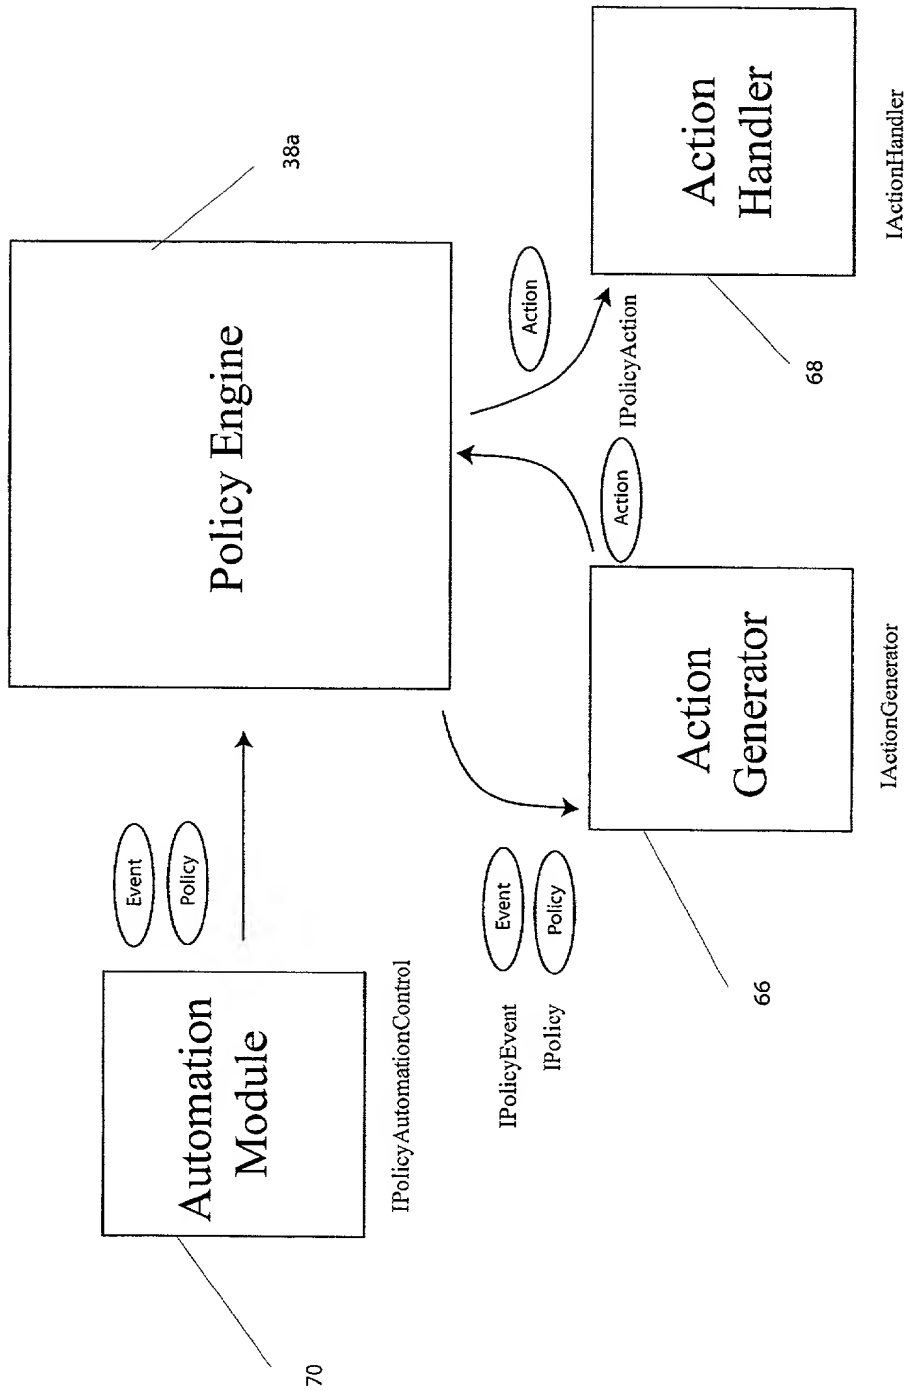 Automation
Module
70
IPolicyAutomationControl
Event
Policy
Policy Engine
38a
Event
Policy
IPolicyEvent
IPolicy
Action
Generator
66
IActionGenerator
Action
IPolicyAction
Action
Action
Handler
68
IActionHandler